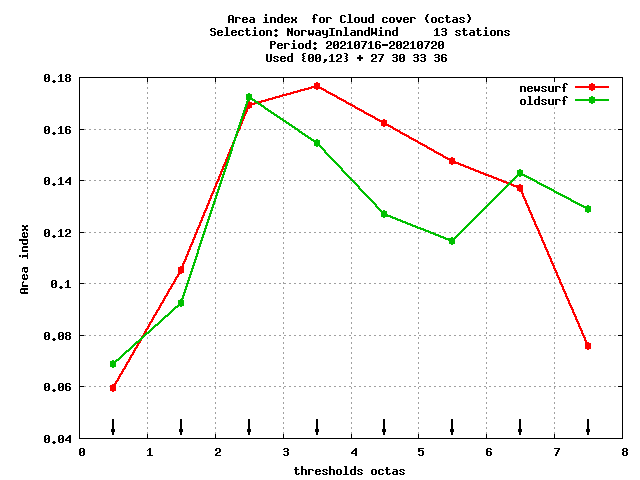 Area index  for Cloud cover (octas)
Selection: NorwayInlandWind     13 stations
Period: 20210716-20210720
Used {00,12} + 27 30 33 36
newsurf
oldsurf
0.18
0.16
0.14
0.12
0.1
0.08
0.06
0.04
Area index
0 1 2 3 4 5 6 7 8
thresholds octas